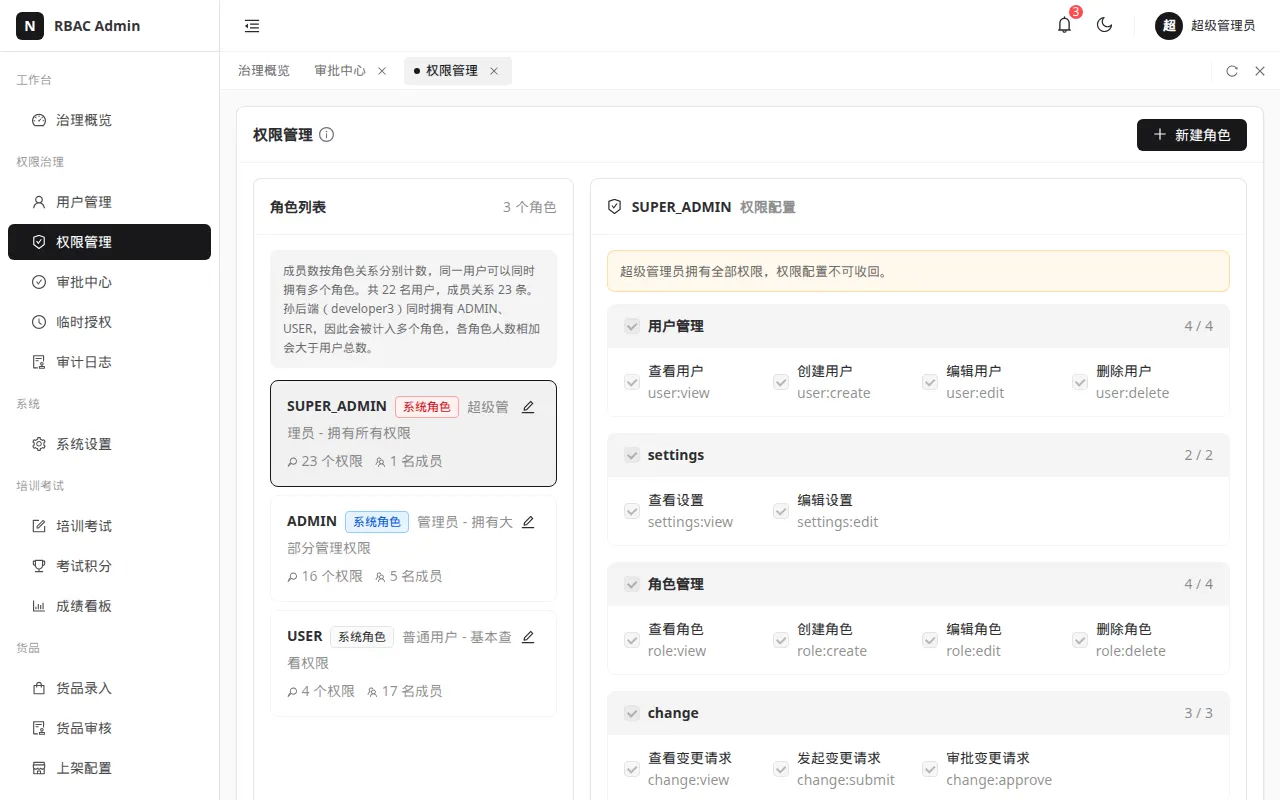 N RBAC Admin
3
超 超级管理员
治理概览 审批中心 权限管理
工作台
治理概览
权限治理
用户管理
权限管理
审批中心
临时授权
审计日志
系统
系统设置
培训考试
培训考试
考试积分
成绩看板
货品
货品录入
货品审核
上架配置
权限管理
新建角色
角色列表 3 个角色
成员数按角色关系分别计数，同一用户可以同时
拥有多个角色。共 22 名用户，成员关系 23 条。
孙后端（developer3）同时拥有 ADMIN、
USER，因此会被计入多个角色，各角色人数相加
会大于用户总数。
SUPER_ADMIN 系统角色 超级管
理员 - 拥有所有权限
23 个权限 1 名成员
ADMIN 系统角色 管理员 - 拥有大
部分管理权限
16 个权限 5 名成员
USER 系统角色 普通用户 - 基本查
看权限
4 个权限 17 名成员
SUPER_ADMIN 权限配置
超级管理员拥有全部权限，权限配置不可收回。
用户管理 4 / 4
查看用户 创建用户 编辑用户 删除用户
user:view user:create user:edit user:delete
settings 2 / 2
查看设置 编辑设置
settings:view settings:edit
角色管理 4 / 4
查看角色 创建角色 编辑角色 删除角色
role:view role:create role:edit role:delete
change 3 / 3
查看变更请求 发起变更请求 审批变更请求
change:view change:submit change:approve